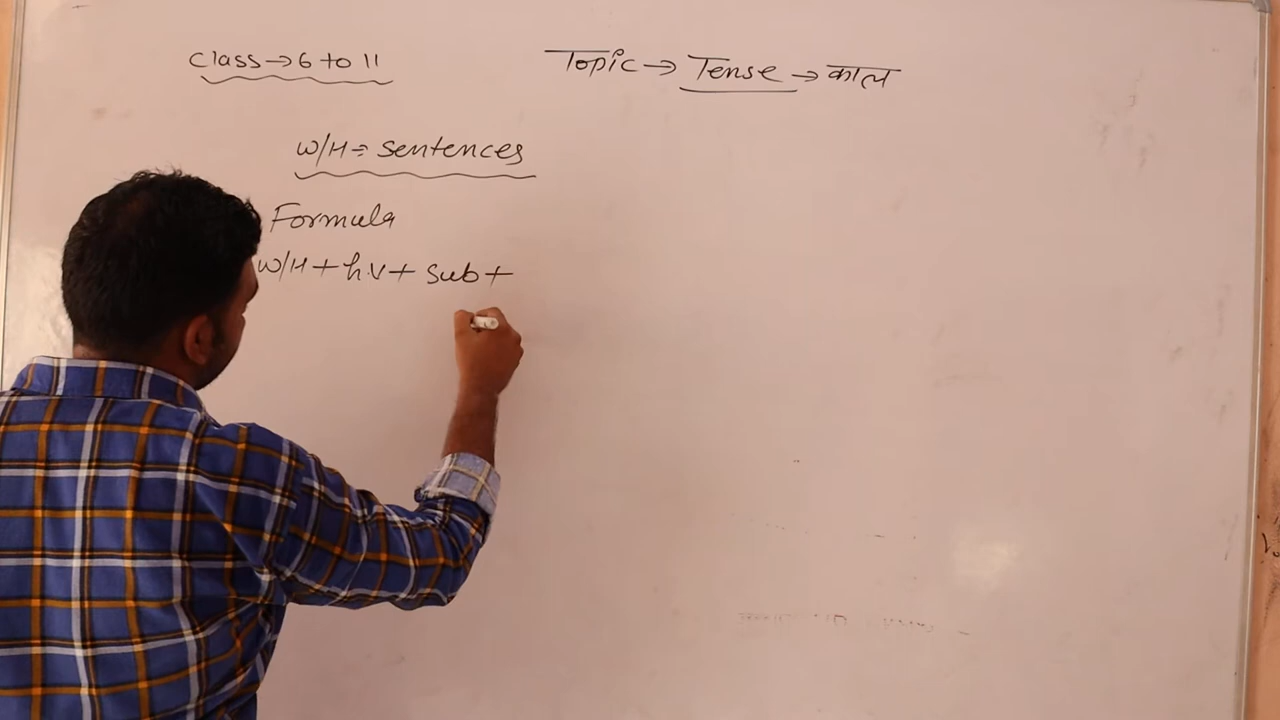 Class → 6 to 11
Topic → Tense → काल
W/H = sentences
Formula
W/H + h.v + sub +